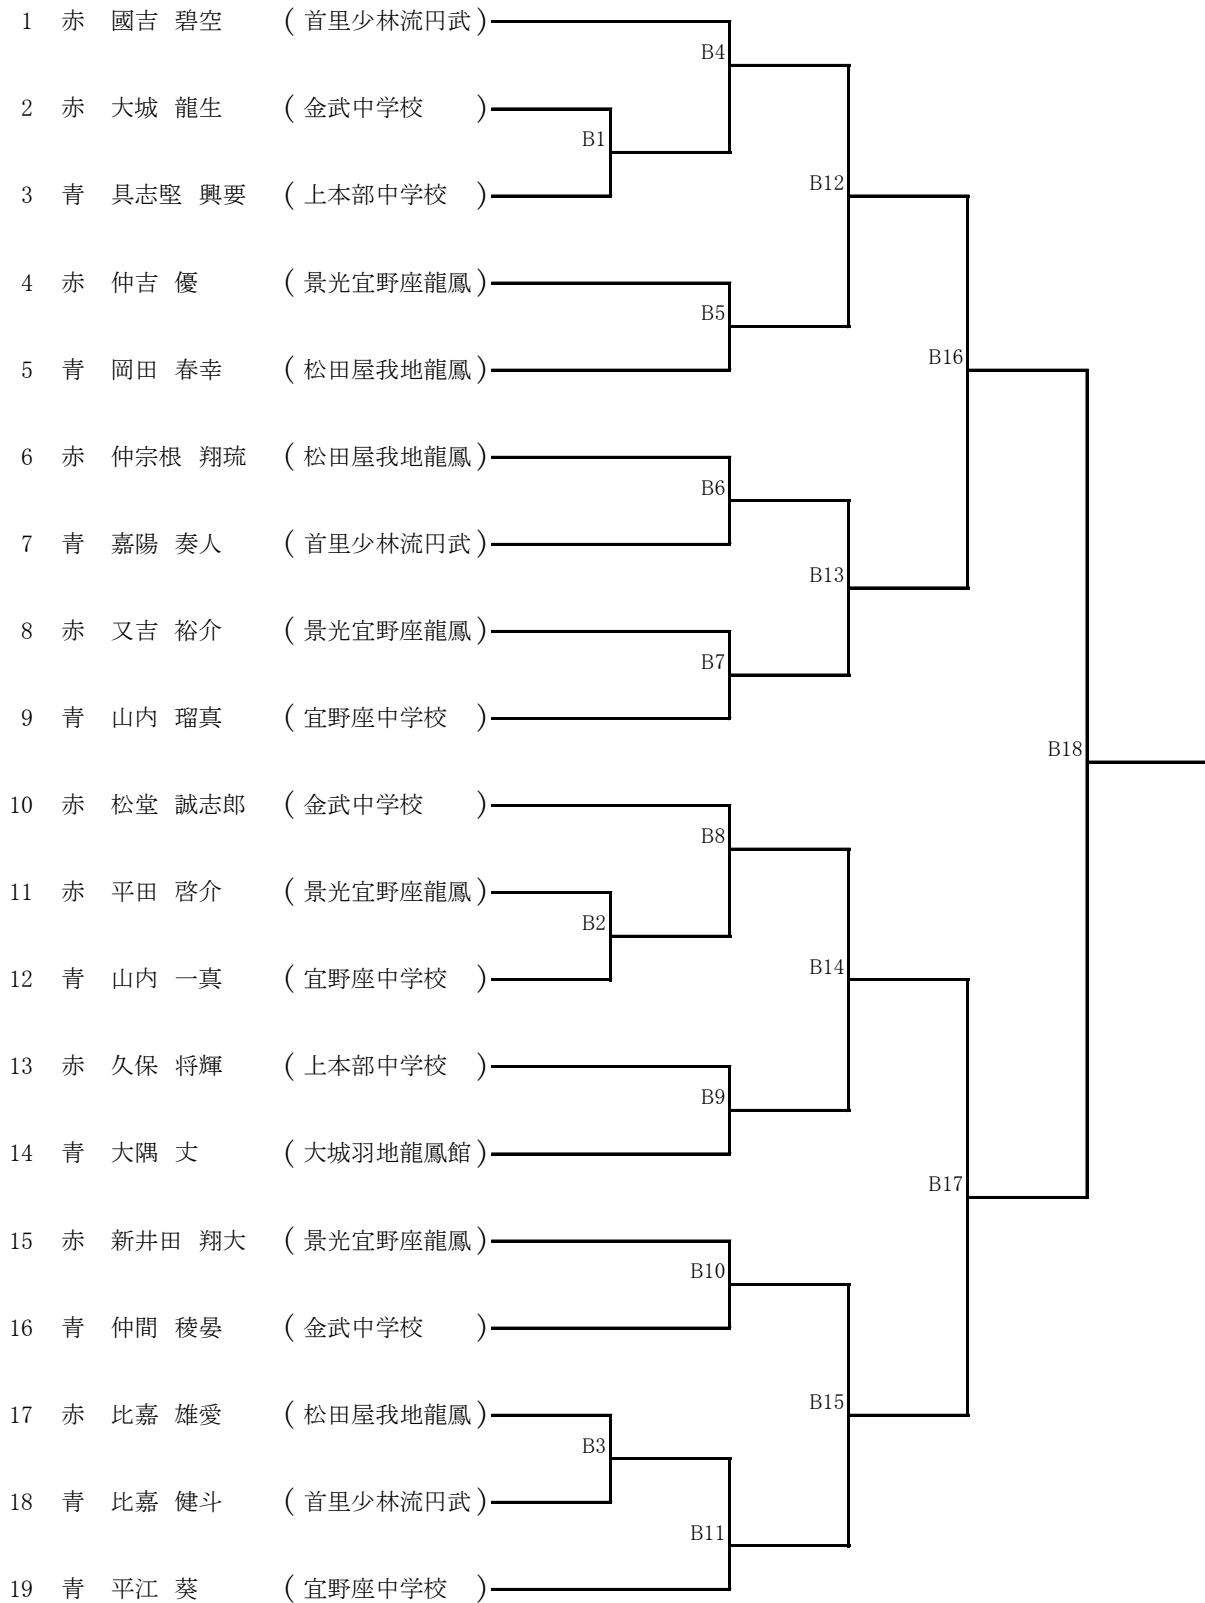 1 赤 國吉 碧空 (首里少林流円武)
B4
2 赤 大城 龍生 (金武中学校)
B1
3 青 具志堅 興要 (上本部中学校)
B12
4 赤 仲吉 優 (景光宜野座龍鳳)
B5
5 青 岡田 春幸 (松田屋我地龍鳳)
B16
6 赤 仲宗根 翔琉 (松田屋我地龍鳳)
B6
7 青 嘉陽 奏人 (首里少林流円武)
B13
8 赤 又吉 裕介 (景光宜野座龍鳳)
B7
9 青 山内 瑠真 (宜野座中学校)
B18
10 赤 松堂 誠志郎 (金武中学校)
B8
11 赤 平田 啓介 (景光宜野座龍鳳)
B2
12 青 山内 一真 (宜野座中学校)
B14
13 赤 久保 将輝 (上本部中学校)
B9
14 青 大隅 丈 (大城羽地龍鳳館)
B17
15 赤 新井田 翔大 (景光宜野座龍鳳)
B10
16 青 仲間 稜晏 (金武中学校)
B15
17 赤 比嘉 雄愛 (松田屋我地龍鳳)
B3
18 青 比嘉 健斗 (首里少林流円武)
B11
19 青 平江 葵 (宜野座中学校)